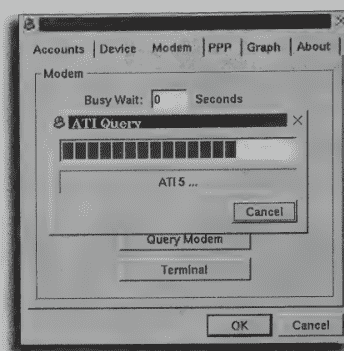 Accounts Device Modem PPP Graph About
Modem
Busy Wait: 0 Seconds
ATI Query
ATI 5 ...
Cancel
Query Modem
Terminal
OK Cancel